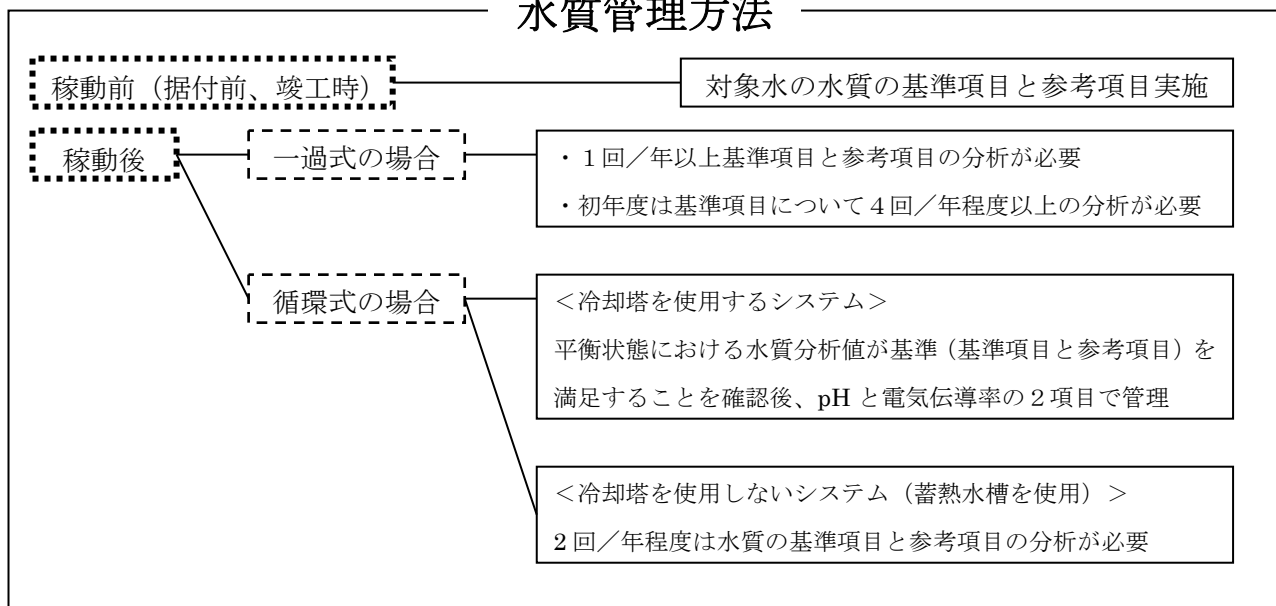 水質管理方法
稼動前（据付前、竣工時）
対象水の水質の基準項目と参考項目実施
稼動後
一過式の場合
・１回／年以上基準項目と参考項目の分析が必要
・初年度は基準項目について４回／年程度以上の分析が必要
循環式の場合
＜冷却塔を使用するシステム＞
平衡状態における水質分析値が基準（基準項目と参考項目）を
満足することを確認後、pH と電気伝導率の２項目で管理
＜冷却塔を使用しないシステム（蓄熱水槽を使用）＞
2 回／年程度は水質の基準項目と参考項目の分析が必要